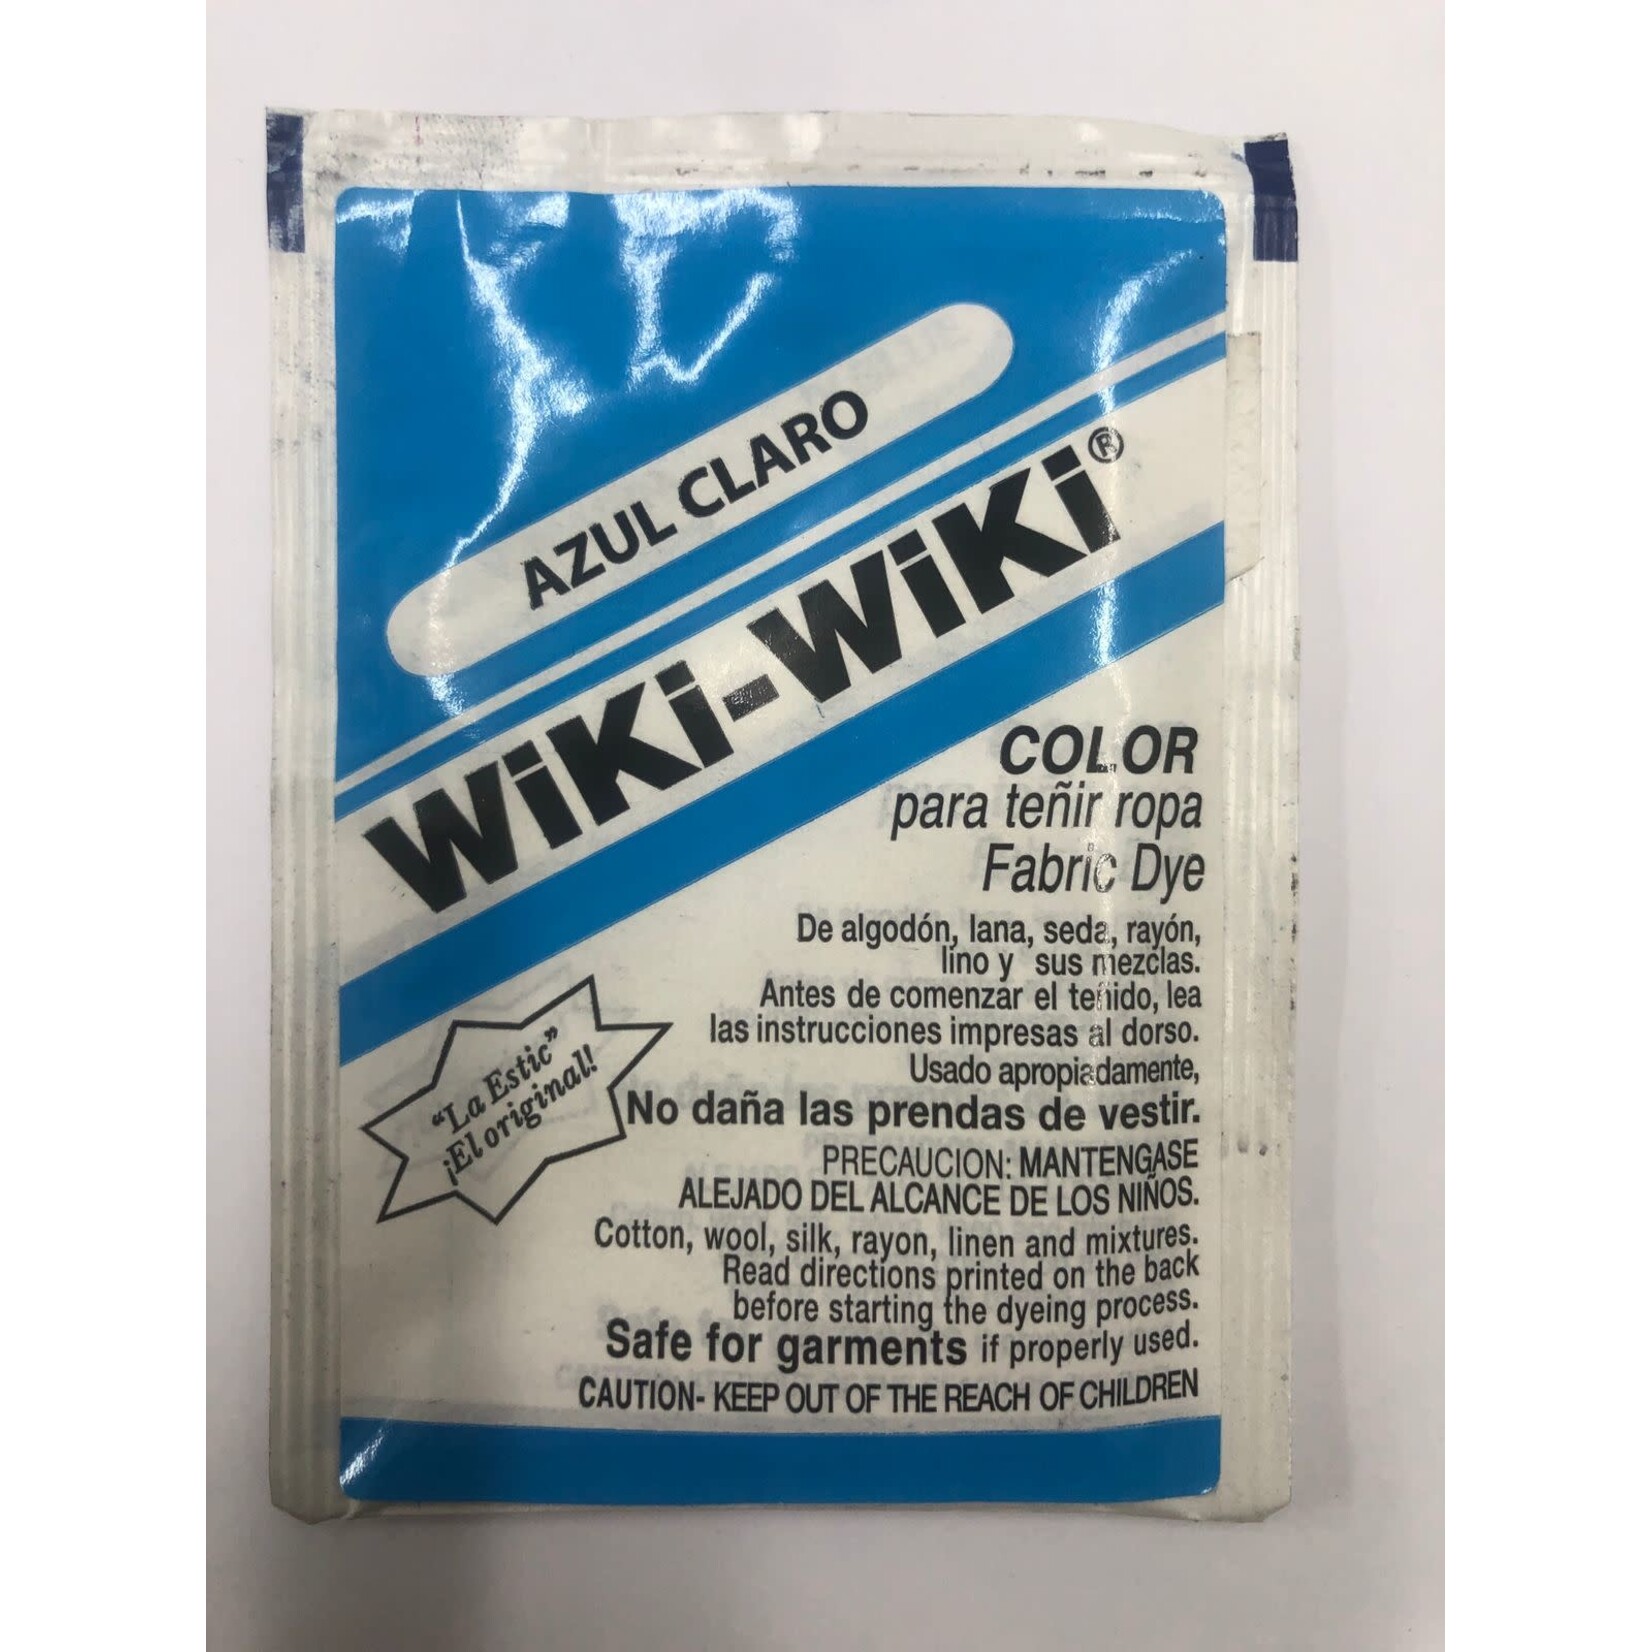 AZUL CLARO
WiKi-WiKi®
COLOR
para teñir ropa
Fabric Dye
De algodón, lana, seda, rayón,
lino y sus mezclas.
Antes de comenzar el teñido, lea
las instrucciones impresas al dorso.
Usado apropiadamente,
No daña las prendas de vestir.
PRECAUCION: MANTENGASE
ALEJADO DEL ALCANCE DE LOS NIÑOS.
"La Estic"
¡El original!
Cotton, wool, silk, rayon, linen and mixtures.
Read directions printed on the back
before starting the dyeing process.
Safe for garments if properly used.
CAUTION- KEEP OUT OF THE REACH OF CHILDREN